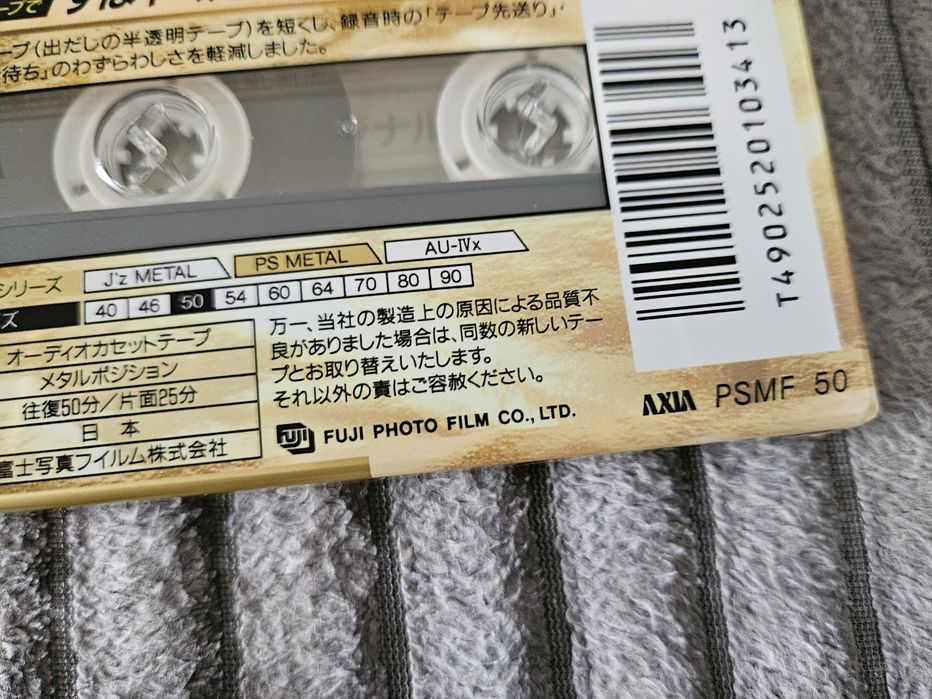 プで
ープ(出だしの半透明テープ)を短くし、録音時の「テープ先送り」・
待ち」のわずらわしさを軽減しました。
ナル
シリーズ J'z METAL PS METAL AU-Ⅳx
ズ 40 46 50 54 60 64 70 80 90
オーディオカセットテープ
メタルポジション
往復50分/片面25分
日本
富士写真フイルム株式会社
万一、当社の製造上の原因による品質不
良がありました場合は、同数の新しいテー
プとお取り替えいたします。
それ以外の責はご容赦ください。
FUJI FUJI PHOTO FILM CO., LTD.
T4902520103413
AXIA PSMF 50